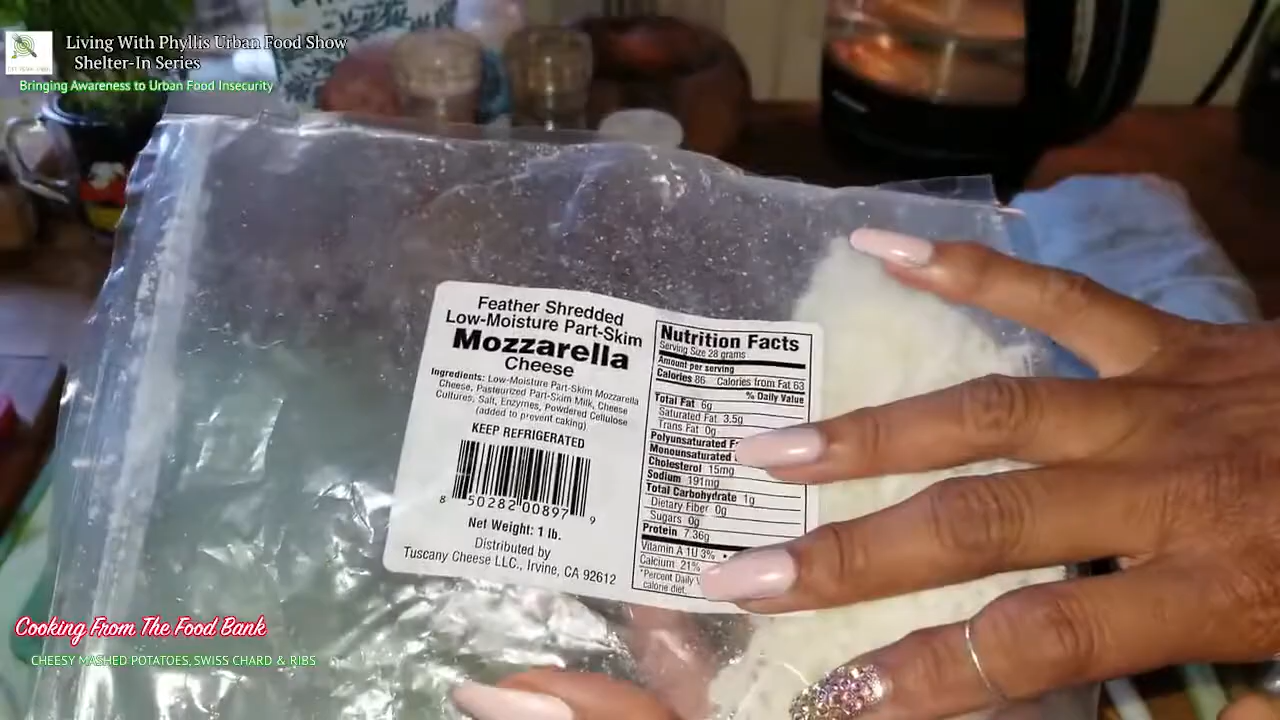 Living With Phyllis Urban Food Show
Shelter-In Series
Bringing Awareness to Urban Food Insecurity
Feather Shredded
Low-Moisture Part-Skim
Mozzarella
Cheese
Ingredients: Low-Moisture Part-Skim Mozzarella
Cheese, Pasteurized Part-Skim Milk, Cheese
Cultures, Salt, Enzymes, Powdered Cellulose
(added to prevent caking)
KEEP REFRIGERATED
8 50282 00897 9
Net Weight: 1 lb.
Distributed by
Tuscany Cheese LLC., Irvine, CA 92612
Nutrition Facts
Serving Size 28 grams
Amount per serving
Calories 86 Calories from Fat 63
% Daily Value
Total Fat 6g
Saturated Fat 3.5g
Trans Fat 0g
Polyunsaturated
Monounsaturated
Cholesterol 15mg
Sodium 191mg
Total Carbohydrate 1g
Dietary Fiber 0g
Sugars 0g
Protein 7.36g
Vitamin A 1U 3% •
Calcium 21%
*Percent Daily
calorie diet.
Cooking From The Food Bank
CHEESY MASHED POTATOES, SWISS CHARD & RIBS